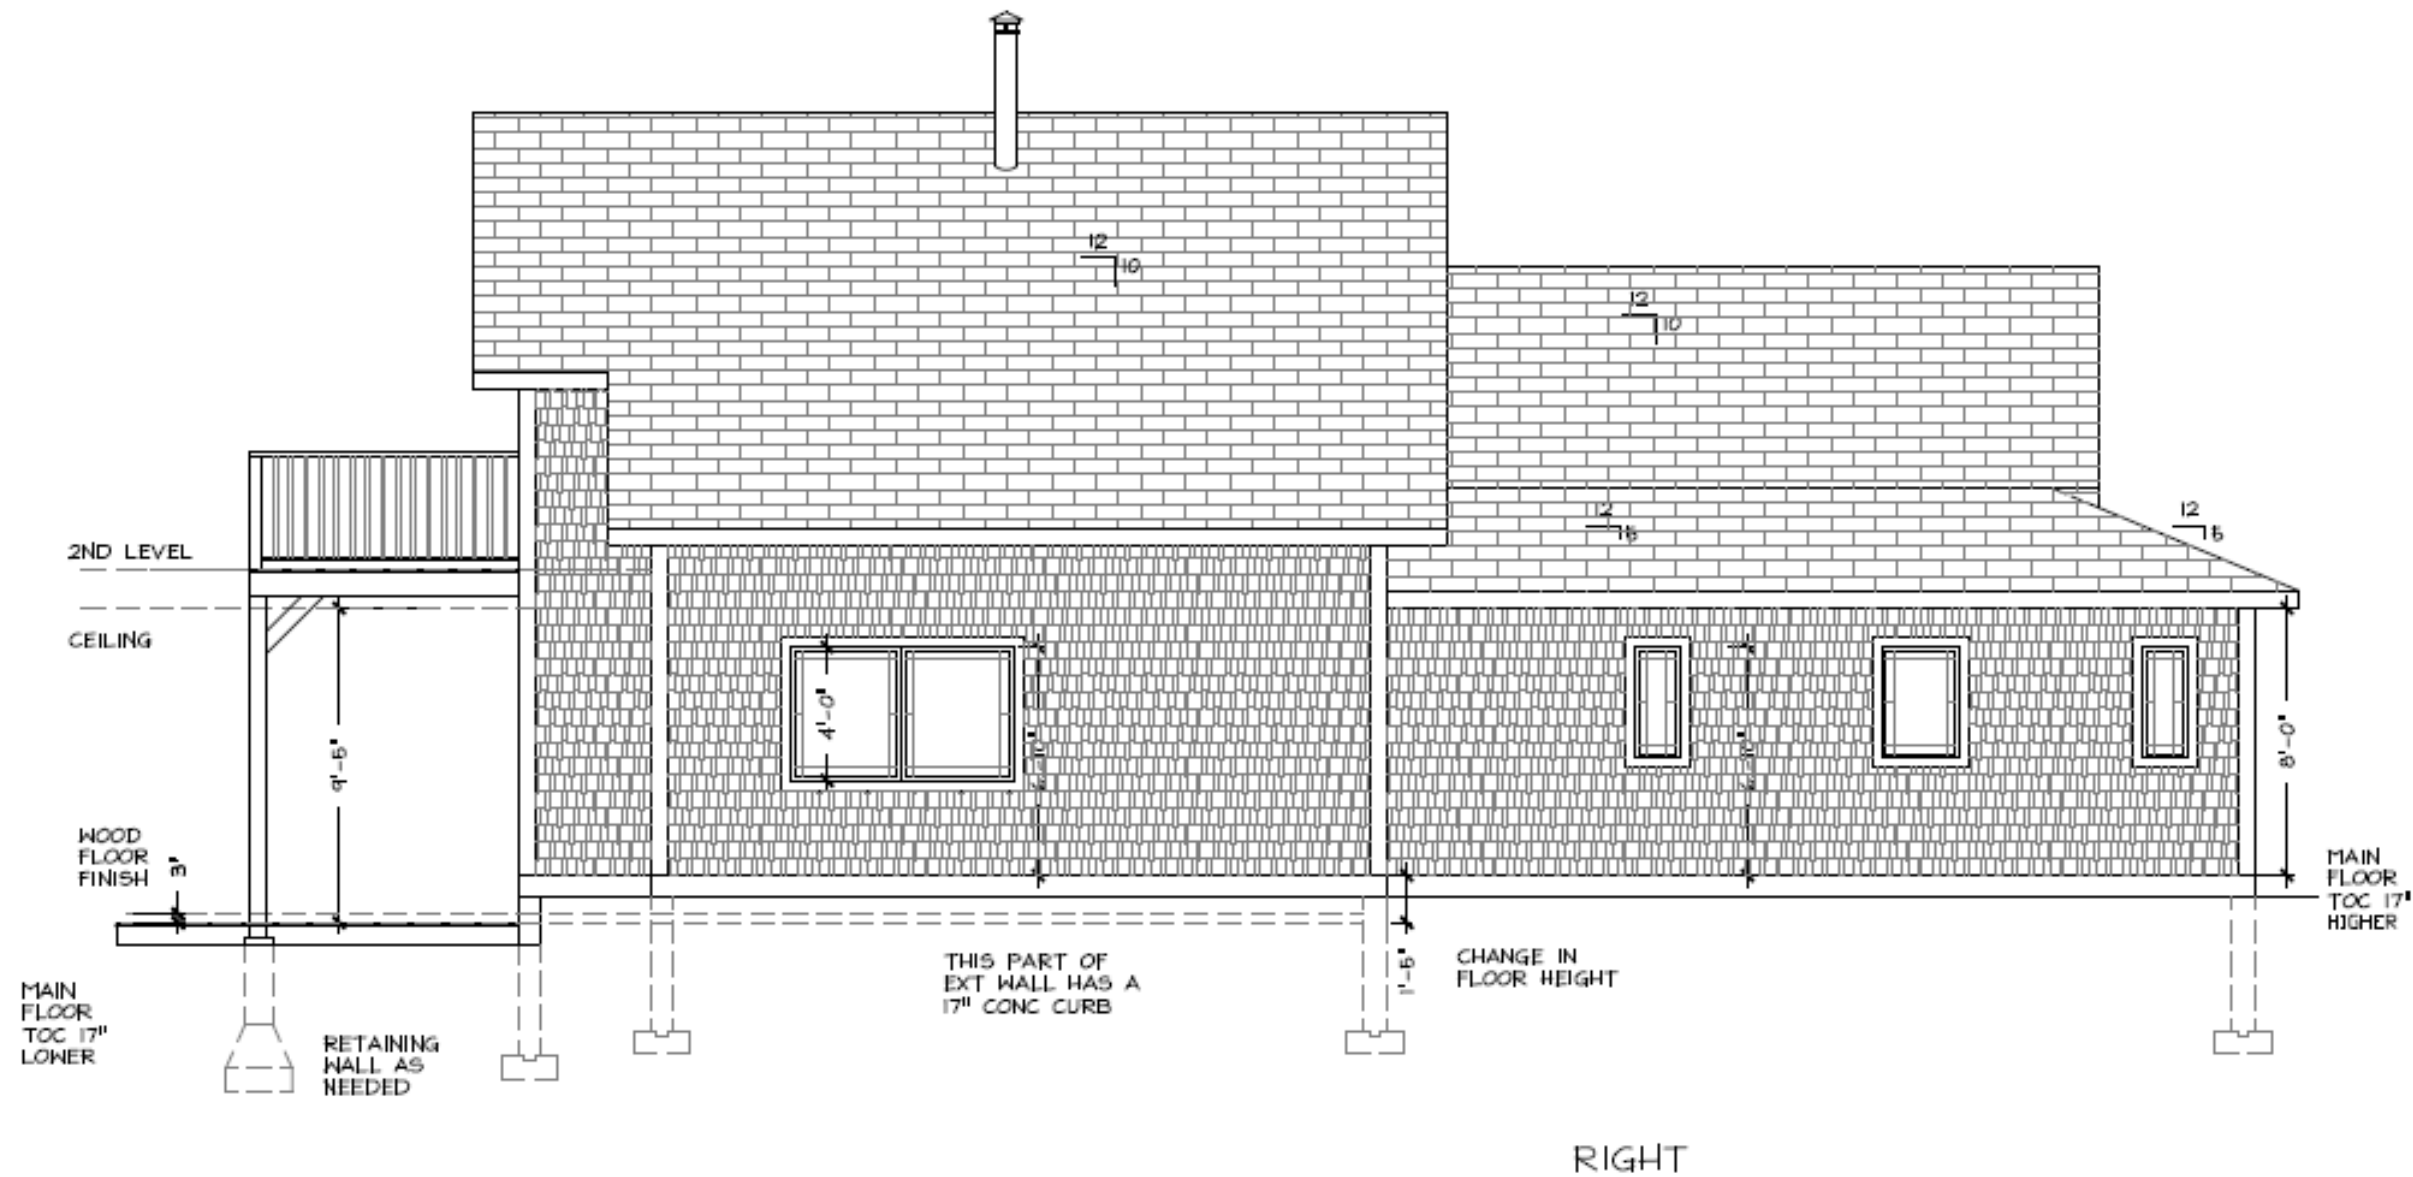 12
10
12
10
12
5
12
5
2ND LEVEL
CEILING
4'-0"
9'-5"
8'-0"
WOOD
FLOOR
FINISH
3"
MAIN
FLOOR
TOC 17"
HIGHER
THIS PART OF
EXT WALL HAS A
17" CONC CURB
1'-5"
CHANGE IN
FLOOR HEIGHT
MAIN
FLOOR
TOC 17"
LOWER
RETAINING
WALL AS
NEEDED
RIGHT